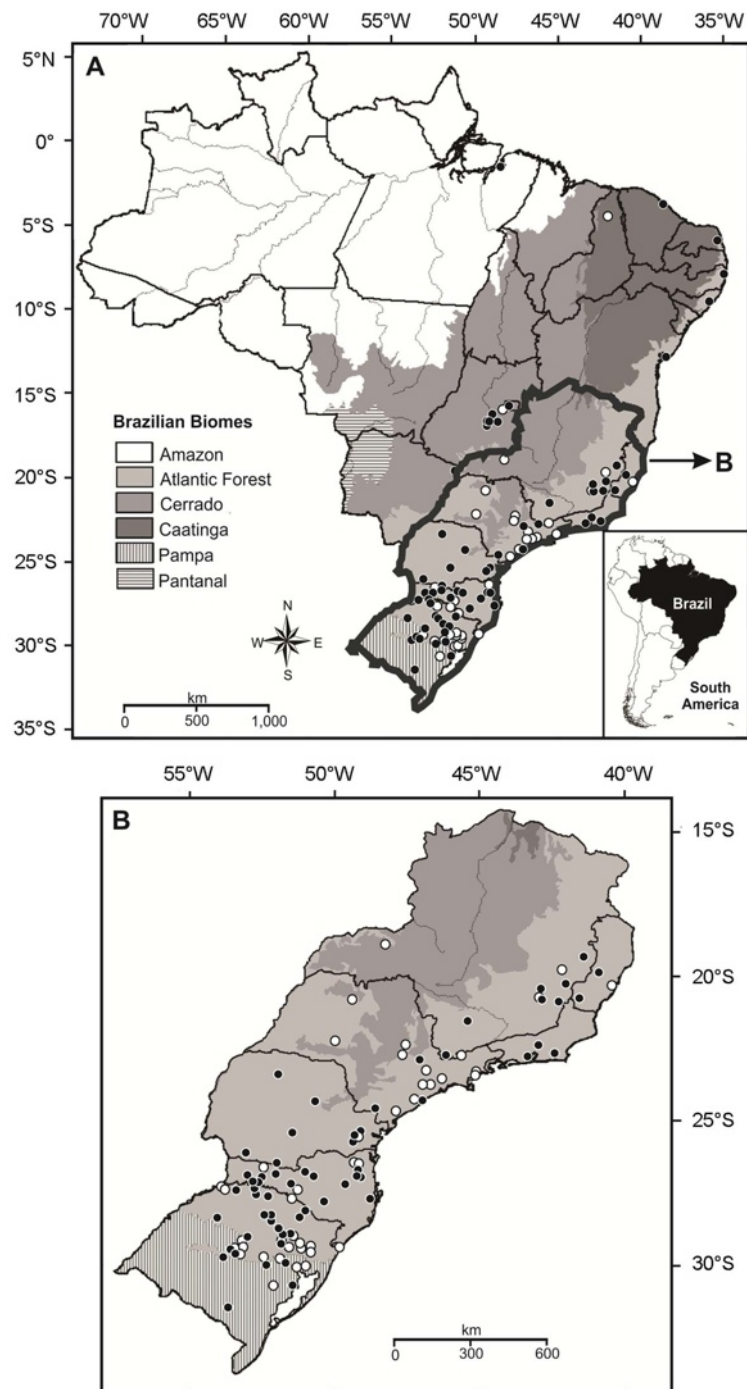 70°W 65°W 60°W 55°W 50°W 45°W 40°W 35°W
A
5°N
0°
5°S
10°S
15°S
20°S
25°S
30°S
35°S
B
Brazilian Biomes
Amazon
Atlantic Forest
Cerrado
Caatinga
Pampa
Pantanal
N
W E
S
km
0 500 1,000
Brazil
South
America
55°W 50°W 45°W 40°W
B
15°S
20°S
25°S
30°S
km
0 300 600